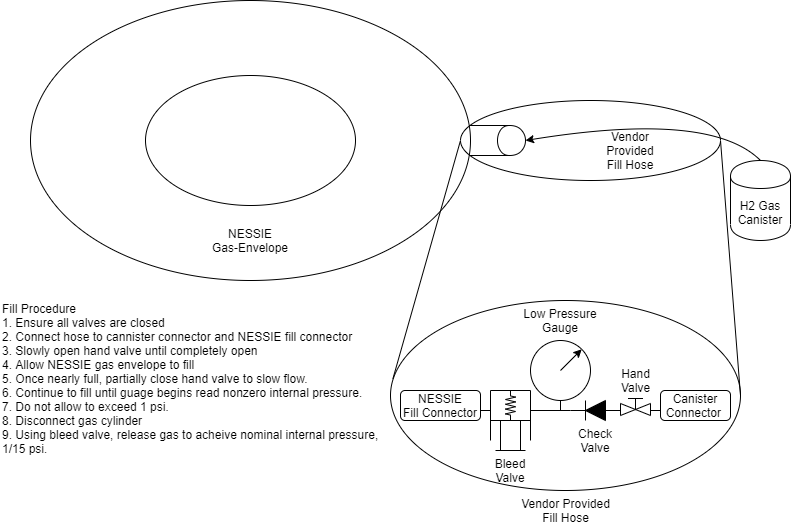 Vendor
Provided
Fill Hose
H2 Gas
Canister
NESSIE
Gas-Envelope
Fill Procedure
1. Ensure all valves are closed
2. Connect hose to cannister connector and NESSIE fill connector
3. Slowly open hand valve until completely open
4. Allow NESSIE gas envelope to fill
5. Once nearly full, partially close hand valve to slow flow.
6. Continue to fill until guage begins read nonzero internal pressure.
7. Do not allow to exceed 1 psi.
8. Disconnect gas cylinder
9. Using bleed valve, release gas to acheive nominal internal pressure,
1/15 psi.
Low Pressure
Gauge
Hand
Valve
NESSIE
Fill Connector
Canister
Connector
Check
Valve
Bleed
Valve
Vendor Provided
Fill Hose